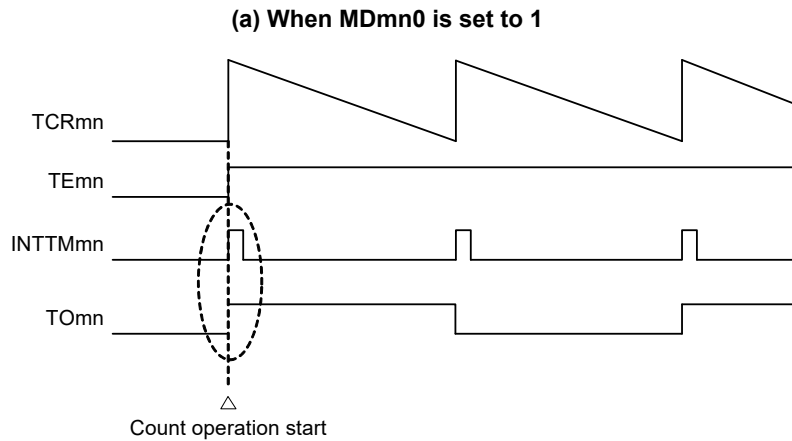 (a) When MDmn0 is set to 1
TCRmn
TEmn
INTTMmn
TOmn
Count operation start